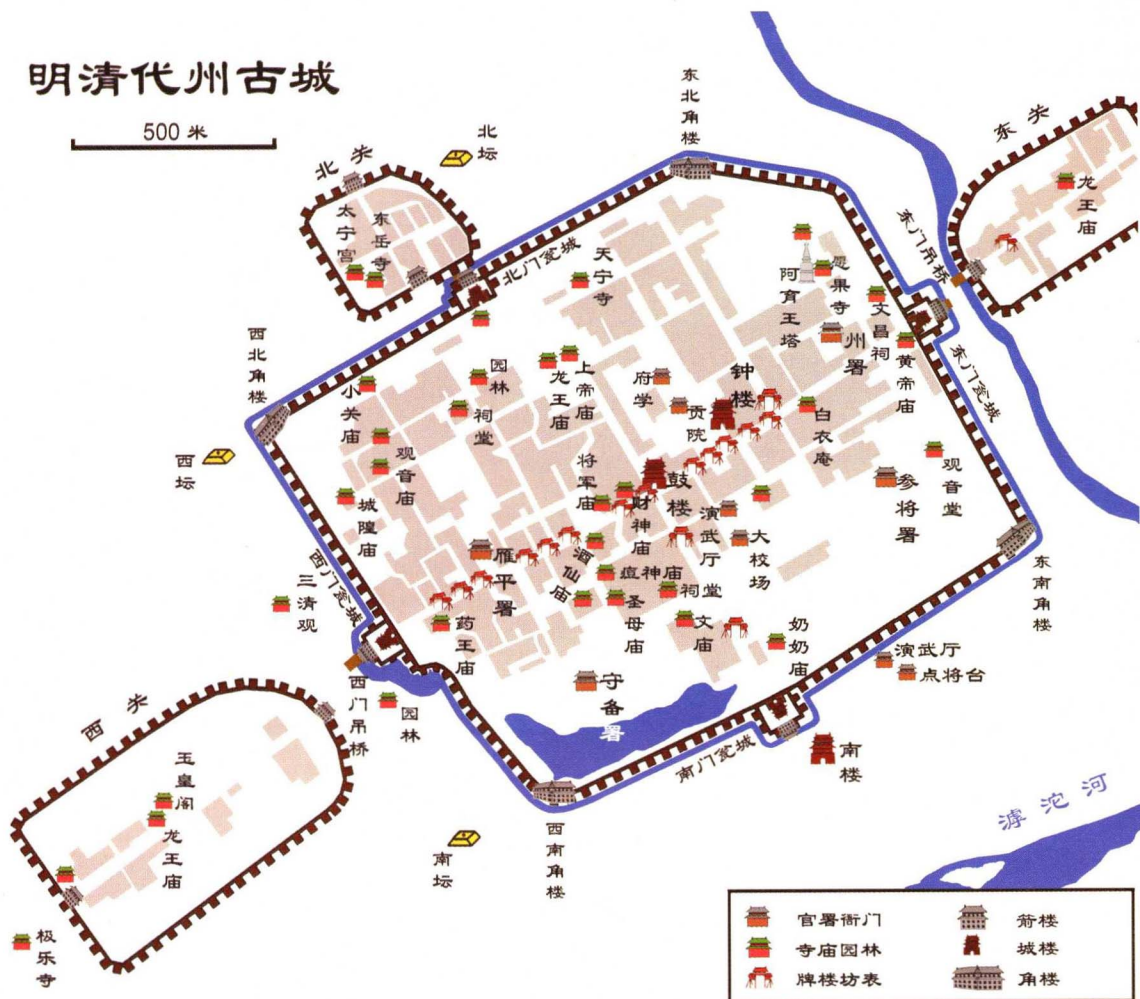 明清代州古城
500 米
北坛
东北角楼
东关
龙王庙
北关
太宁宫
东岳寺
北门瓮城
天宁寺
东门吊桥
阿育王塔
州署
文昌祠
黄帝庙
东门瓮城
西北角楼
西坛
小关庙
园林
祠堂
龙王庙
上帝庙
府学
贡院
钟楼
白衣庵
观音庙
城隍庙
将军庙
鼓楼
财神庙
演武厅
大校场
参将署
观音堂
西门瓮城
三清观
雁平署
酒仙庙
瘟神庙
祠堂
圣母庙
文庙
奶奶庙
东南角楼
药王庙
守备署
演武厅
点将台
西关
西门吊桥
园林
南门瓮城
南楼
玉皇阁
龙王庙
南坛
西南角楼
滹沱河
极乐寺
官署衙门
箭楼
寺庙园林
城楼
牌楼坊表
角楼